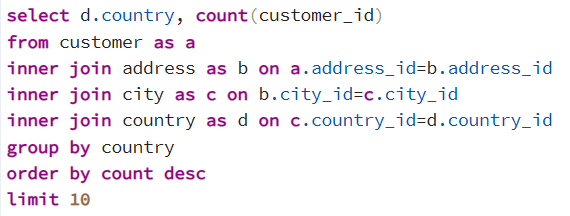 select d.country, count(customer_id)
from customer as a
inner join address as b on a.address_id=b.address_id
inner join city as c on b.city_id=c.city_id
inner join country as d on c.country_id=d.country_id
group by country
order by count desc
limit 10